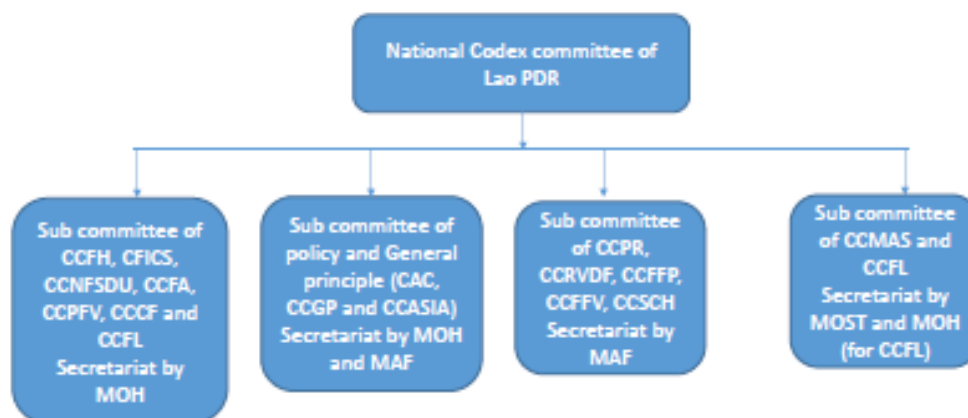 National Codex committee of
Lao PDR
Sub committee of
CCFH, CFICS,
CCNFSDU, CCFA,
CCPFV, CCCF and
CCFL
Secretariat by
MOH
Sub committee of
policy and General
principle (CAC,
CCGP and CCASIA)
Secretariat by MOH
and MAF
Sub committee
of CCPR,
CCRVDF, CCFFP,
CCFFV, CCSCH
Secretariat by
MAF
Sub committee
of CCMAS and
CCFL
Secretariat by
MOST and MOH
(for CCFL)